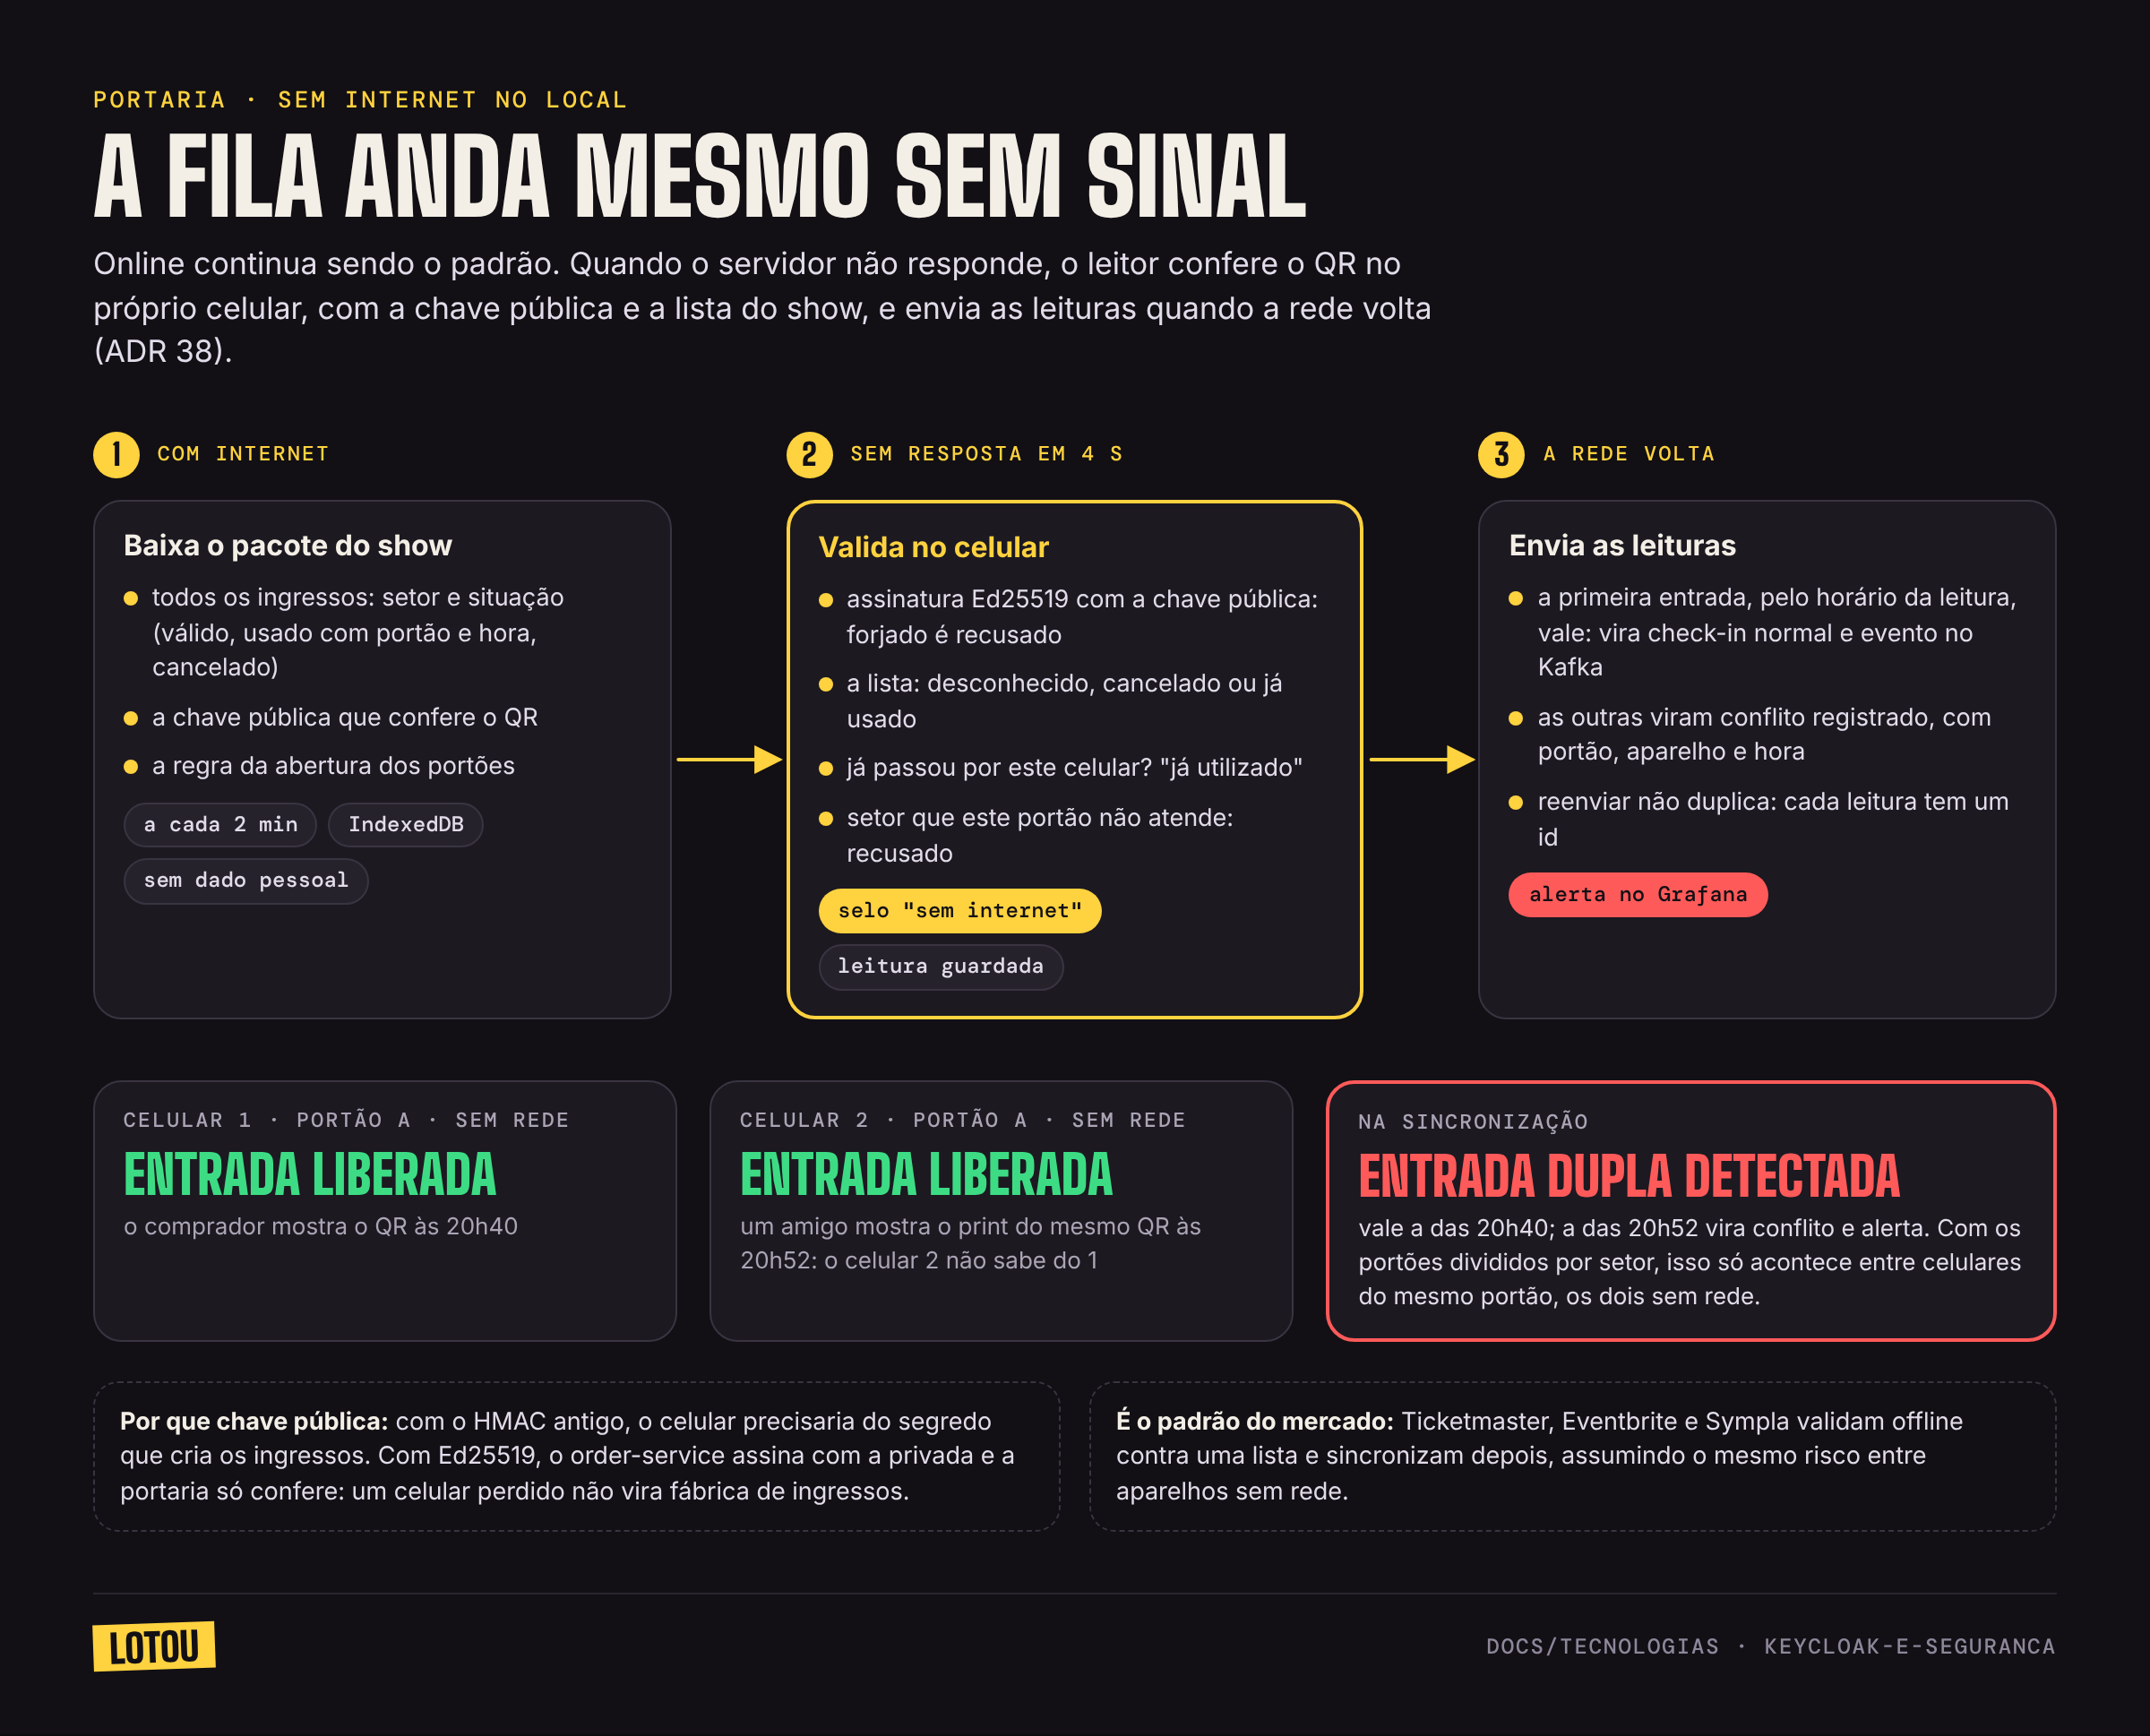 PORTARIA · SEM INTERNET NO LOCAL
A FILA ANDA MESMO SEM SINAL
Online continua sendo o padrão. Quando o servidor não responde, o leitor confere o QR no
próprio celular, com a chave pública e a lista do show, e envia as leituras quando a rede volta
(ADR 38).
1 COM INTERNET
Baixa o pacote do show
todos os ingressos: setor e situação
(válido, usado com portão e hora,
cancelado)
a chave pública que confere o QR
a regra da abertura dos portões
a cada 2 min
IndexedDB
sem dado pessoal
2 SEM RESPOSTA EM 4 S
Valida no celular
assinatura Ed25519 com a chave pública:
forjado é recusado
a lista: desconhecido, cancelado ou já
usado
já passou por este celular? "já utilizado"
setor que este portão não atende:
recusado
selo "sem internet"
leitura guardada
3 A REDE VOLTA
Envia as leituras
a primeira entrada, pelo horário da leitura,
vale: vira check-in normal e evento no
Kafka
as outras viram conflito registrado, com
portão, aparelho e hora
reenviar não duplica: cada leitura tem um
id
alerta no Grafana
CELULAR 1 · PORTÃO A · SEM REDE
ENTRADA LIBERADA
o comprador mostra o QR às 20h40
CELULAR 2 · PORTÃO A · SEM REDE
ENTRADA LIBERADA
um amigo mostra o print do mesmo QR às
20h52: o celular 2 não sabe do 1
NA SINCRONIZAÇÃO
ENTRADA DUPLA DETECTADA
vale a das 20h40; a das 20h52 vira conflito e alerta. Com os
portões divididos por setor, isso só acontece entre celulares
do mesmo portão, os dois sem rede.
Por que chave pública: com o HMAC antigo, o celular precisaria do segredo
que cria os ingressos. Com Ed25519, o order-service assina com a privada e a
portaria só confere: um celular perdido não vira fábrica de ingressos.
É o padrão do mercado: Ticketmaster, Eventbrite e Sympla validam offline
contra uma lista e sincronizam depois, assumindo o mesmo risco entre
aparelhos sem rede.
LOTOU
DOCS/TECNOLOGIAS · KEYCLOAK-E-SEGURANCA